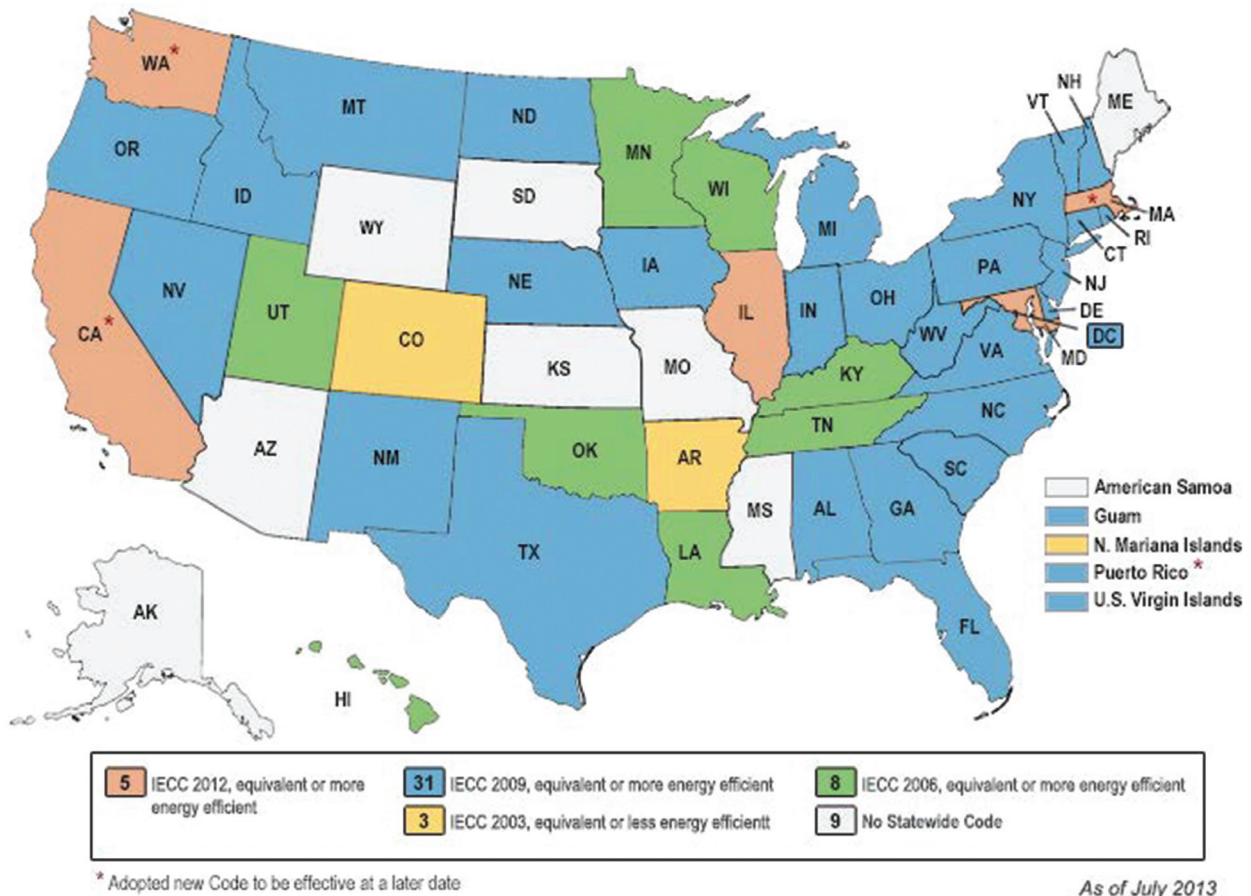 WA*
MT
ND
MN
VT
NH
ME
OR
ID
SD
WI
NY
MA
*
RI
CT
WY
MI
IA
PA
NJ
NE
NV
UT
IL
IN
OH
DE
DC
MD
CA*
CO
WV
VA
KS
MO
KY
NC
TN
AZ
NM
OK
AR
SC
MS
AL
GA
American Samoa
Guam
TX
LA
N. Mariana Islands
Puerto Rico*
U.S. Virgin Islands
AK
FL
HI
5 IECC 2012, equivalent or more
energy efficient
31 IECC 2009, equivalent or more energy efficient
8 IECC 2006, equivalent or more energy efficient
3 IECC 2003, equivalent or less energy efficientt
9 No Statewide Code
* Adopted new Code to be effective at a later date
As of July 2013